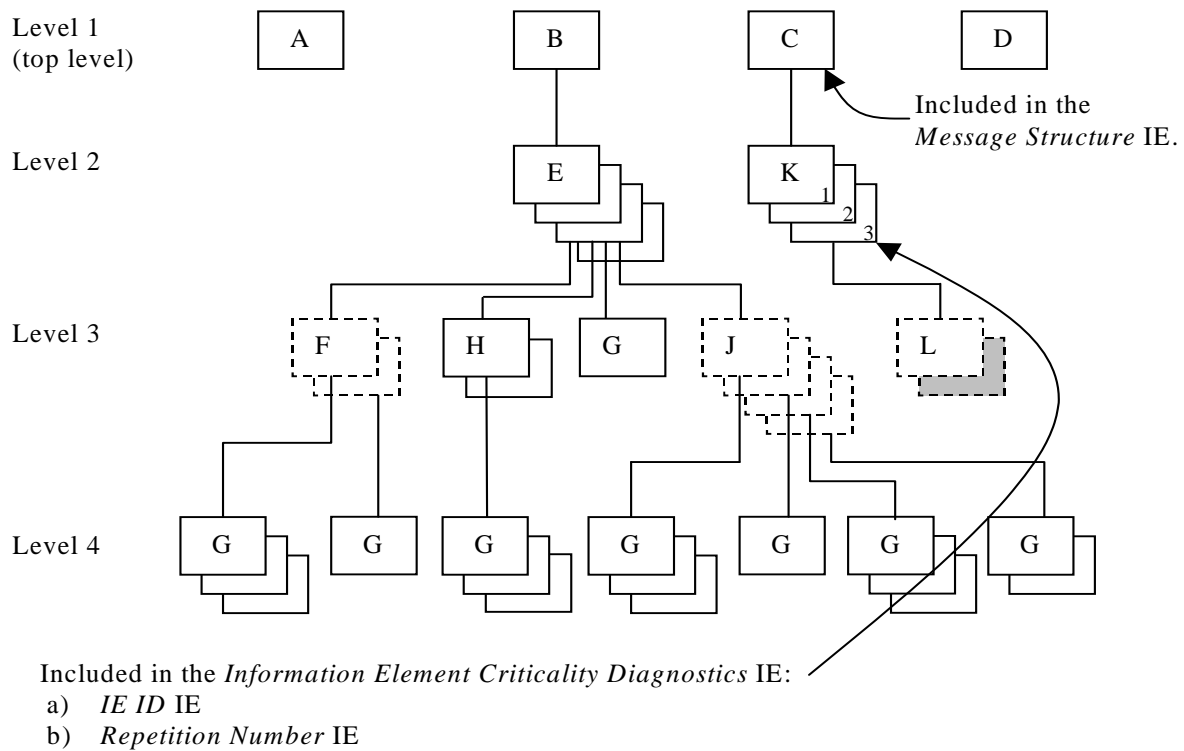 Level 1
(top level)
A
B
C
D
Included in the
Message Structure IE.
Level 2
E
K
1
2
3
Level 3
F
H
G
J
L
Level 4
G
G
G
G
G
G
G
Included in the Information Element Criticality Diagnostics IE:
a) IE ID IE
b) Repetition Number IE